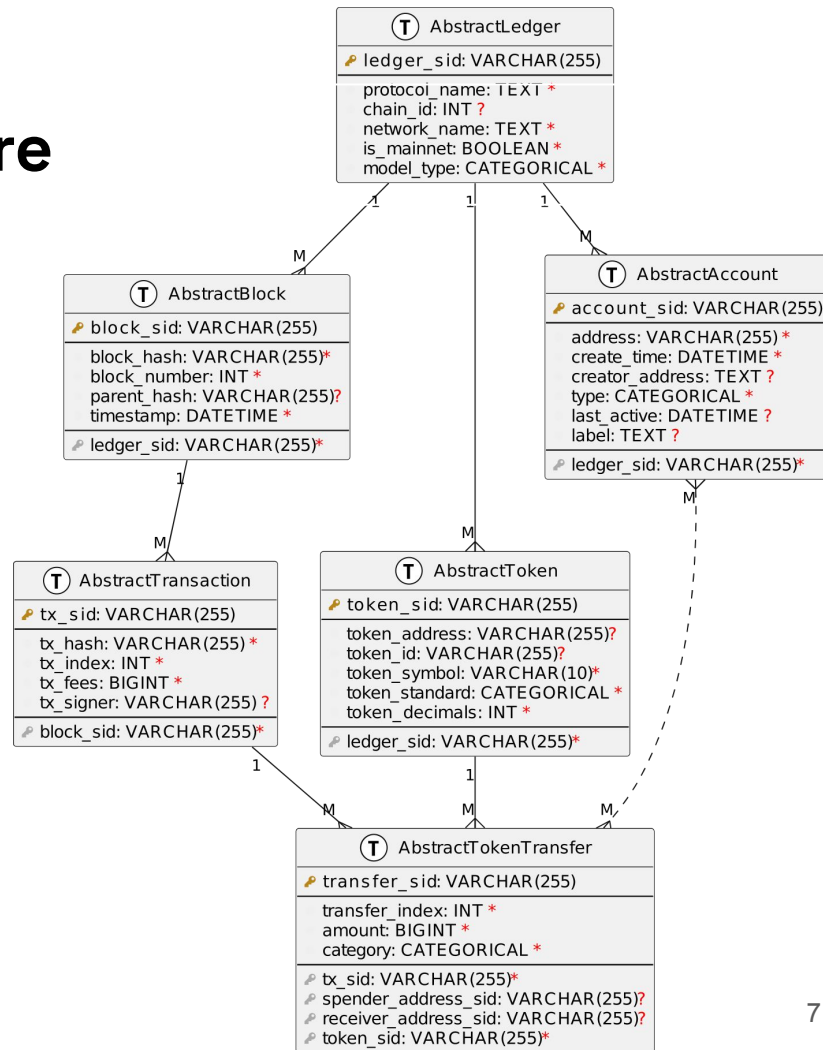 re
T AbstractLedger
ledger_sid: VARCHAR(255)
protocol_name: TEXT *
chain_id: INT ?
network_name: TEXT *
is_mainnet: BOOLEAN *
model_type: CATEGORICAL *
1 1 1
M M
T AbstractBlock
block_sid: VARCHAR(255)
block_hash: VARCHAR(255)*
block_number: INT *
parent_hash: VARCHAR(255)?
timestamp: DATETIME *
ledger_sid: VARCHAR(255)*
T AbstractAccount
account_sid: VARCHAR(255)
address: VARCHAR(255) *
create_time: DATETIME *
creator_address: TEXT ?
type: CATEGORICAL *
last_active: DATETIME ?
label: TEXT ?
ledger_sid: VARCHAR(255)*
1 M
M M
T AbstractTransaction
tx_sid: VARCHAR(255)
tx_hash: VARCHAR(255) *
tx_index: INT *
tx_fees: BIGINT *
tx_signer: VARCHAR(255) ?
block_sid: VARCHAR(255)*
T AbstractToken
token_sid: VARCHAR(255)
token_address: VARCHAR(255)?
token_id: VARCHAR(255)?
token_symbol: VARCHAR(10)*
token_standard: CATEGORICAL *
token_decimals: INT *
ledger_sid: VARCHAR(255)*
1 1
M M M
T AbstractTokenTransfer
transfer_sid: VARCHAR(255)
transfer_index: INT *
amount: BIGINT *
category: CATEGORICAL *
tx_sid: VARCHAR(255)*
spender_address_sid: VARCHAR(255)?
receiver_address_sid: VARCHAR(255)?
token_sid: VARCHAR(255)*
7